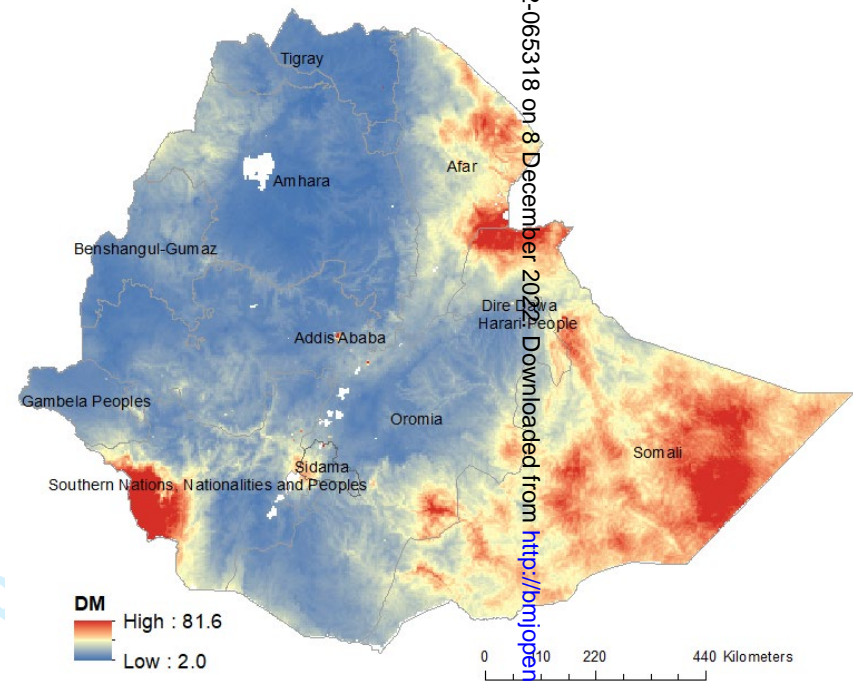 Tigray
Afar
Amhara
Benshangul-Gumaz
Dire Dawa
Harari People
Addis Ababa
Gambela Peoples
Oromia
Somali
Sidama
Southern Nations, Nationalities and Peoples
DM
High : 81.6
Low : 2.0
0 110 220 440 Kilometers
2-065318 on 8 December 2022. Downloaded from http://bmjopen